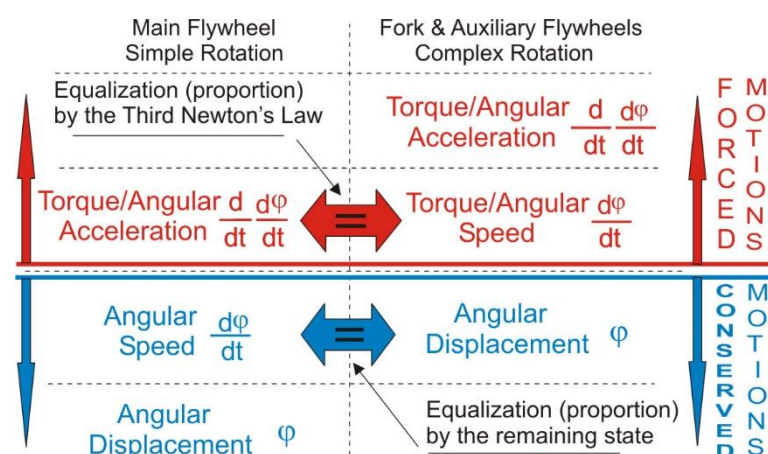 Main Flywheel
Simple Rotation
Fork & Auxiliary Flywheels
Complex Rotation
Equalization (proportion)
by the Third Newton's Law
Torque/Angular
Acceleration d/dt dφ/dt
Torque/Angular
Acceleration d/dt dφ/dt
=
Torque/Angular
Speed dφ/dt
FORCED
MOTIONS
Angular
Speed dφ/dt
=
Angular
Displacement φ
Angular
Displacement φ
Equalization (proportion)
by the remaining state
CONSERVED
MOTIONS